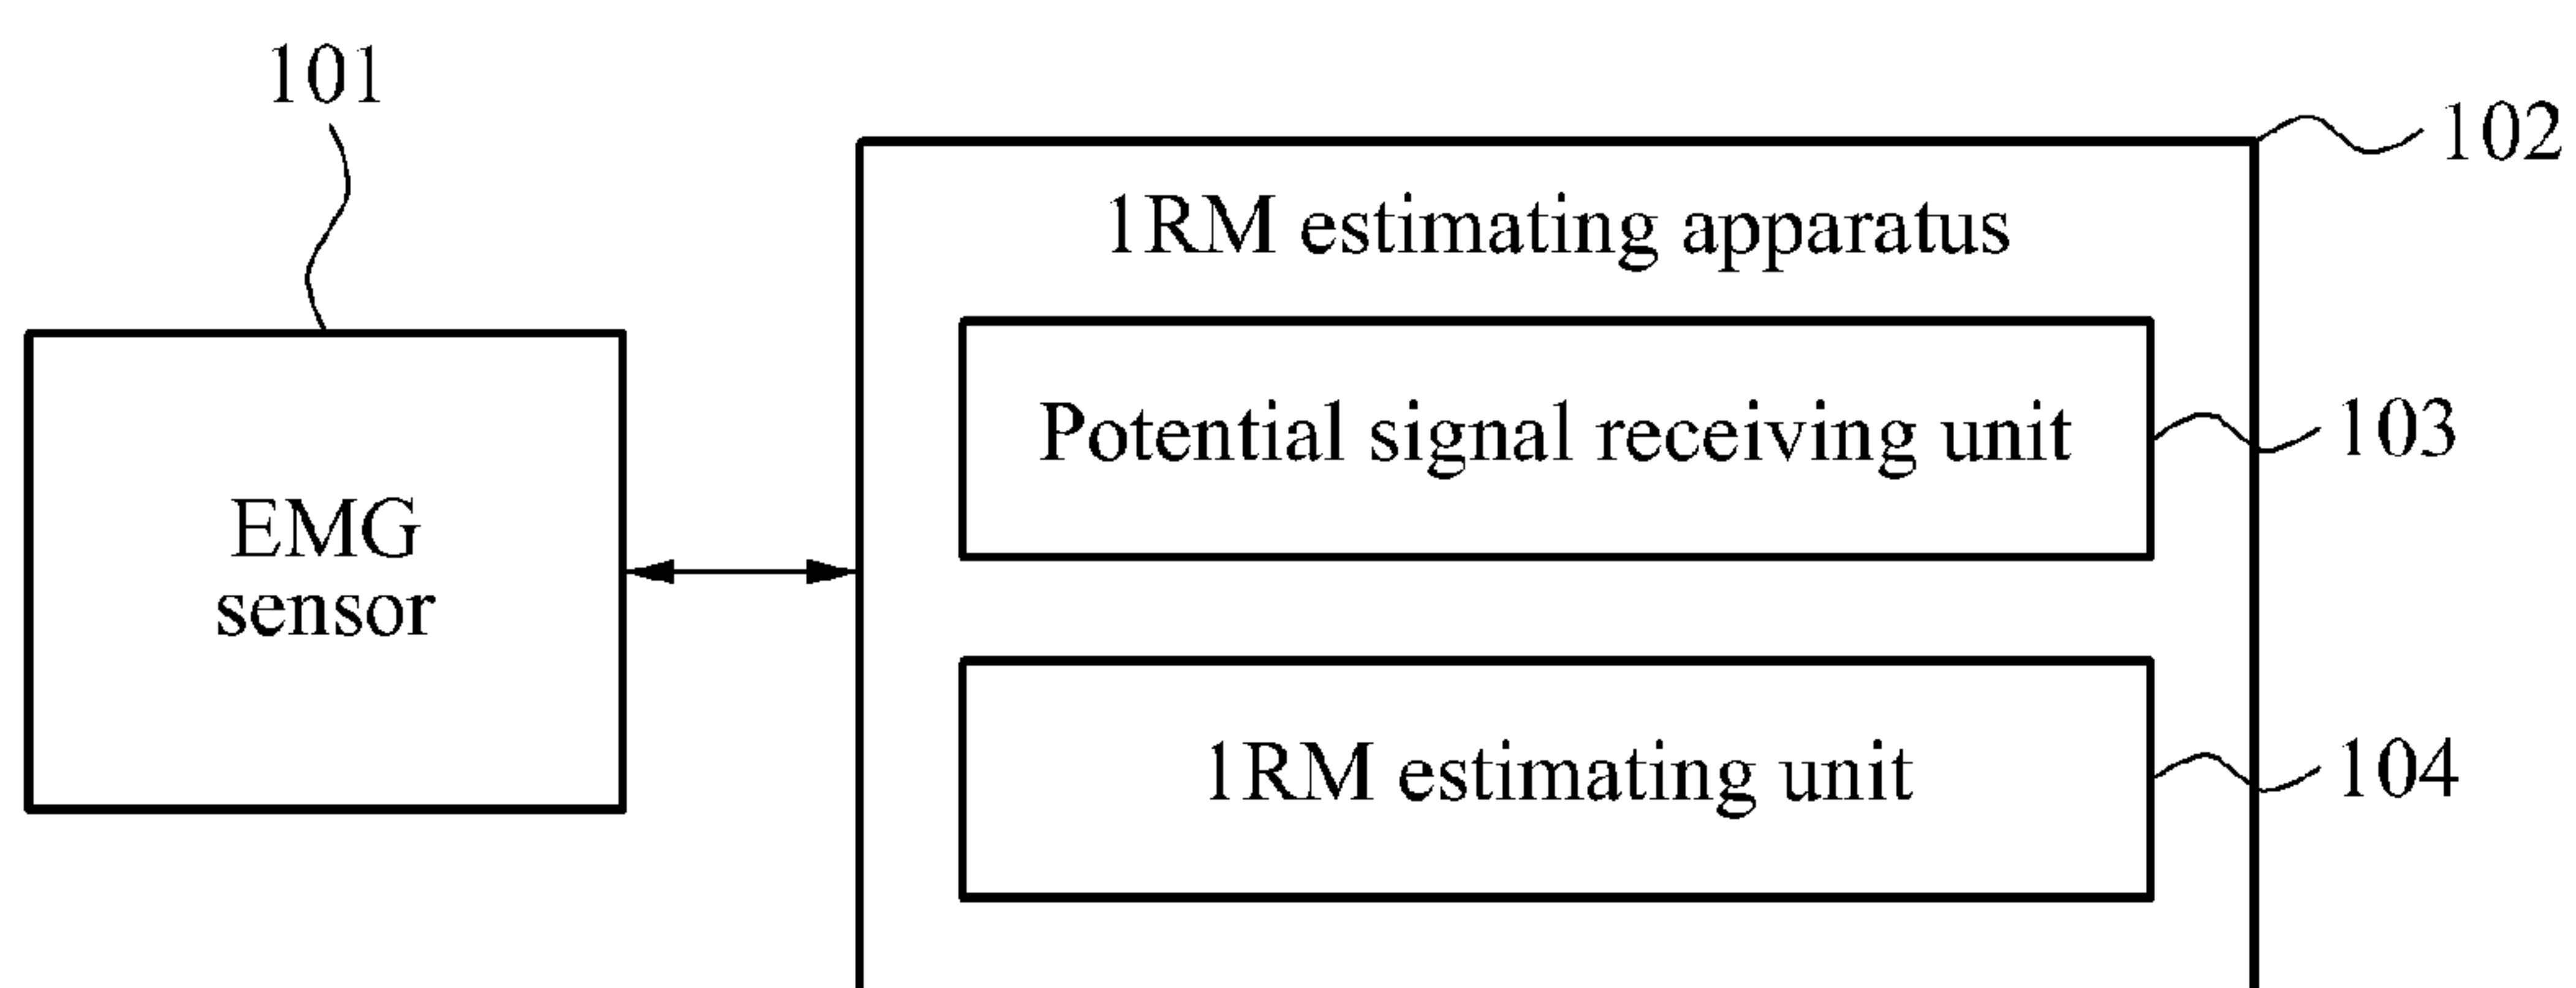 101
102
1RM estimating apparatus
Potential signal receiving unit
103
EMG
sensor
1RM estimating unit
104